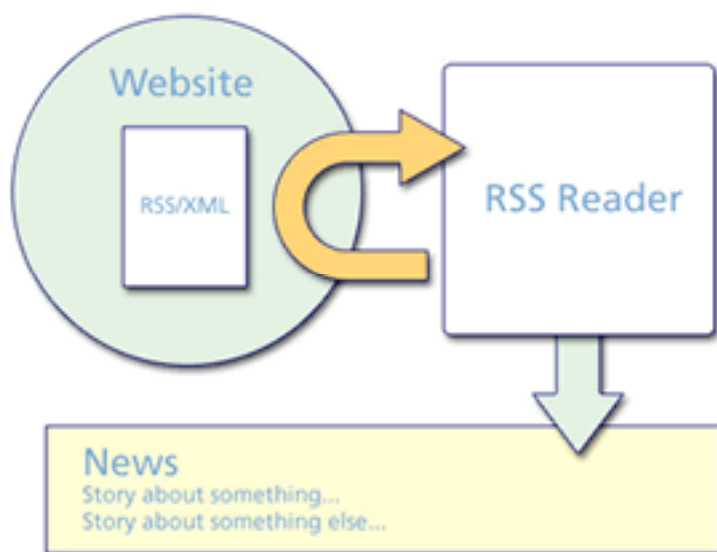 Website
RSS/XML
RSS Reader
News
Story about something...
Story about something else...